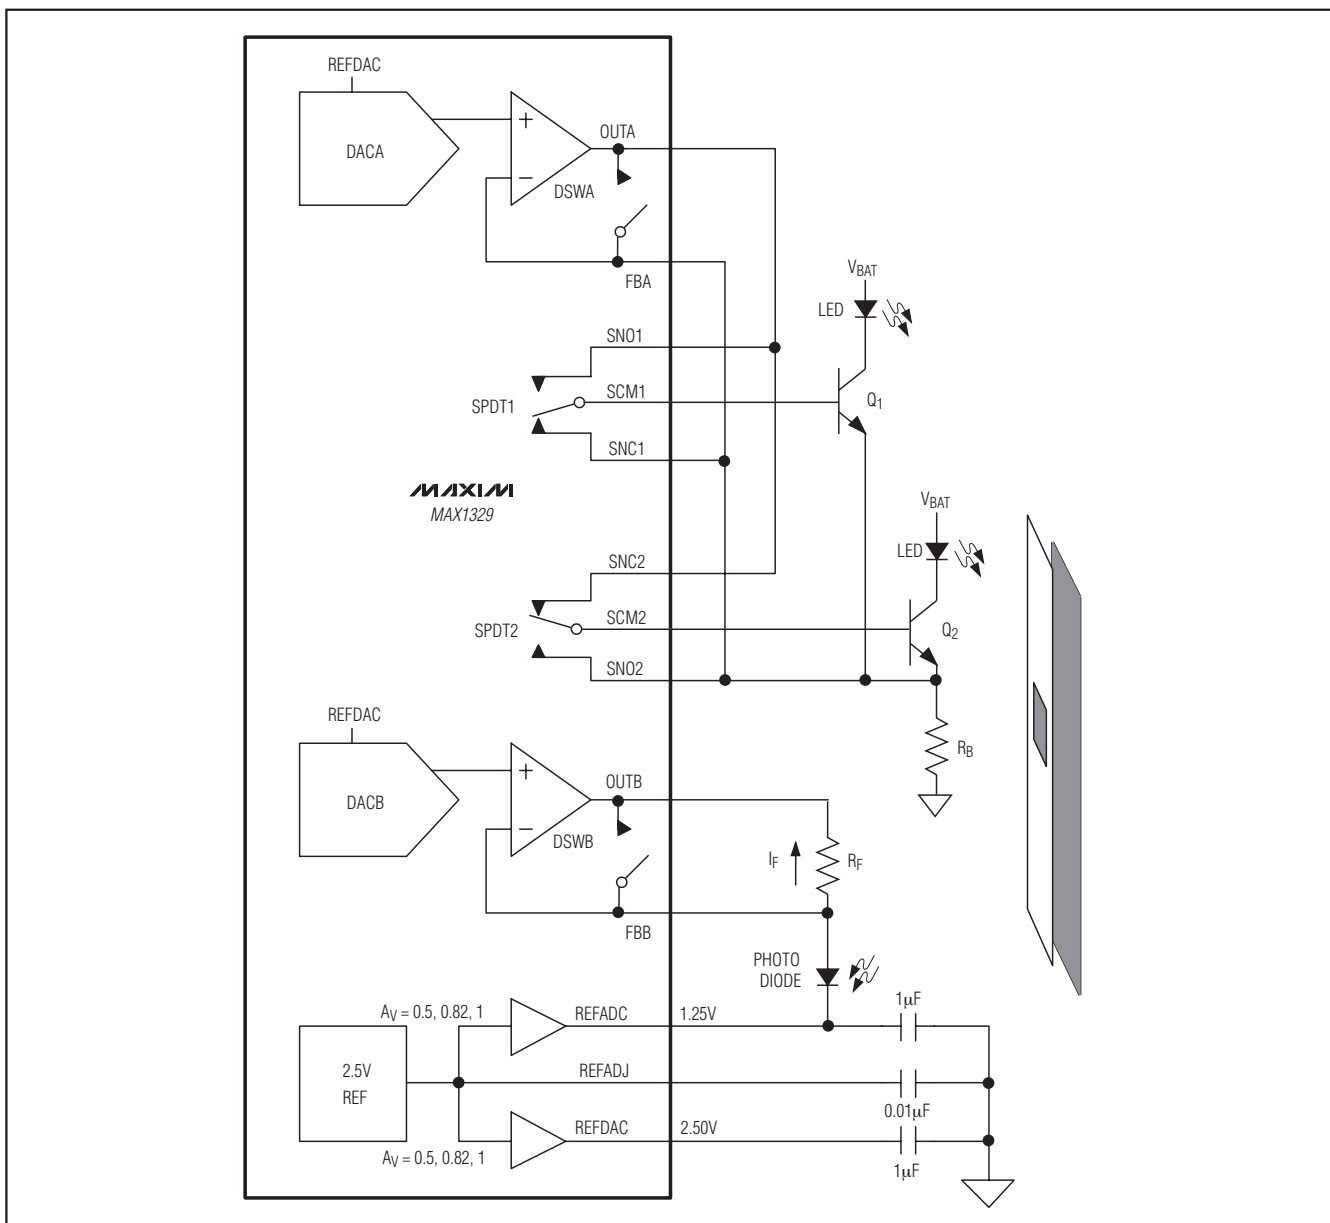 REFDAC
DACA
+
−
OUTA
DSWA
FBA
VBAT
LED
SNO1
SCM1
SPDT1
Q1
SNC1
MAXIM
MAX1329
VBAT
LED
SNC2
SCM2
SPDT2
Q2
SNO2
REFDAC
RB
DACB
+
−
OUTB
DSWB
IF
RF
FBB
PHOTO
DIODE
AV = 0.5, 0.82, 1
REFADC
1.25V
1µF
2.5V
REF
REFADJ
0.01µF
REFDAC
2.50V
AV = 0.5, 0.82, 1
1µF